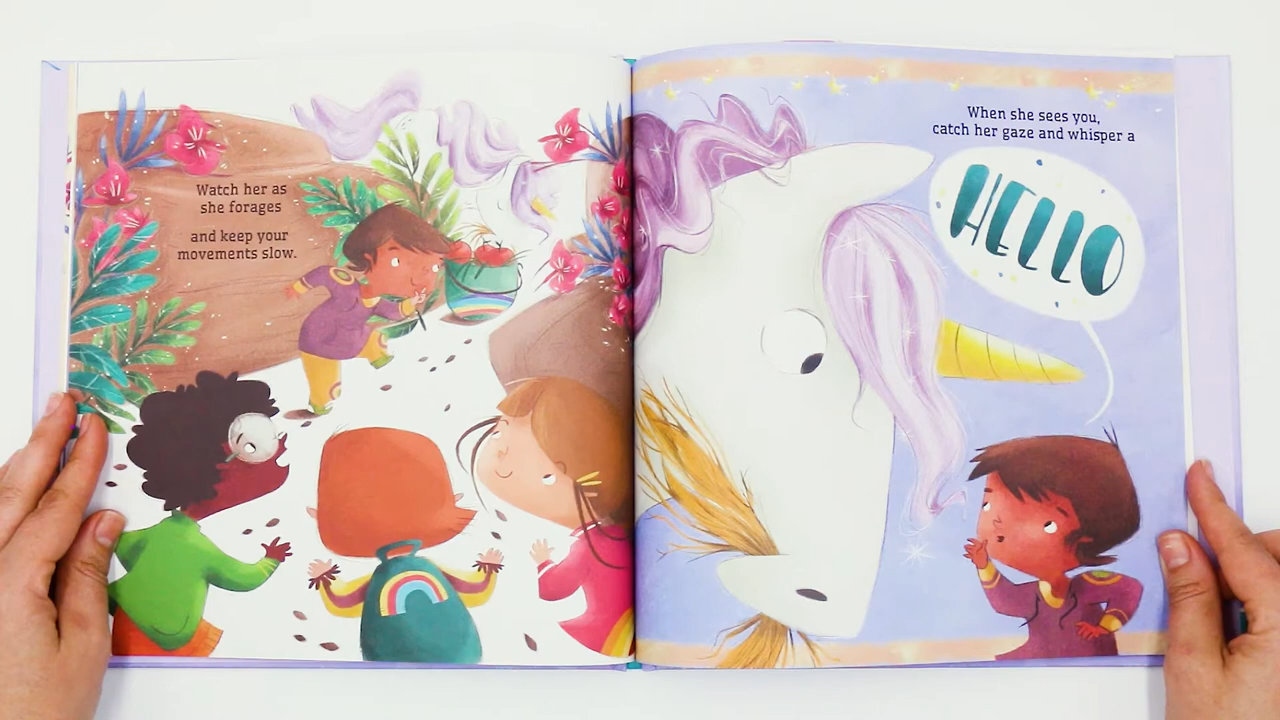 Watch her as
she forages
and keep your
movements slow.
When she sees you,
catch her gaze and whisper a
HELLO